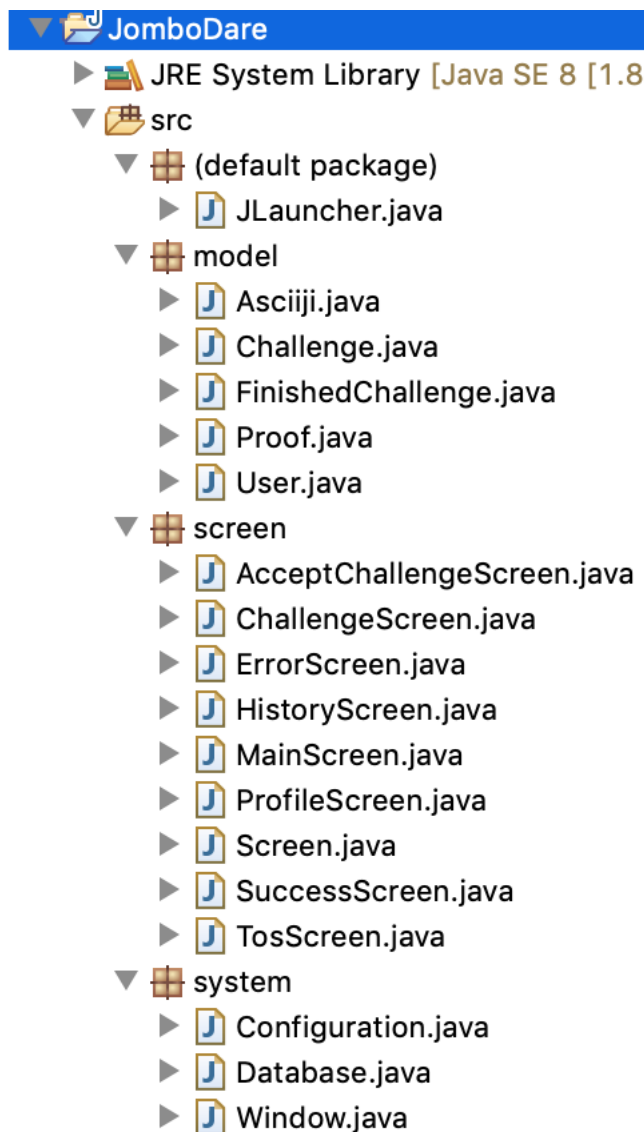 JomboDare
JRE System Library [Java SE 8 [1.8
src
(default package)
JLauncher.java
model
Asciiji.java
Challenge.java
FinishedChallenge.java
Proof.java
User.java
screen
AcceptChallengeScreen.java
ChallengeScreen.java
ErrorScreen.java
HistoryScreen.java
MainScreen.java
ProfileScreen.java
Screen.java
SuccessScreen.java
TosScreen.java
system
Configuration.java
Database.java
Window.java